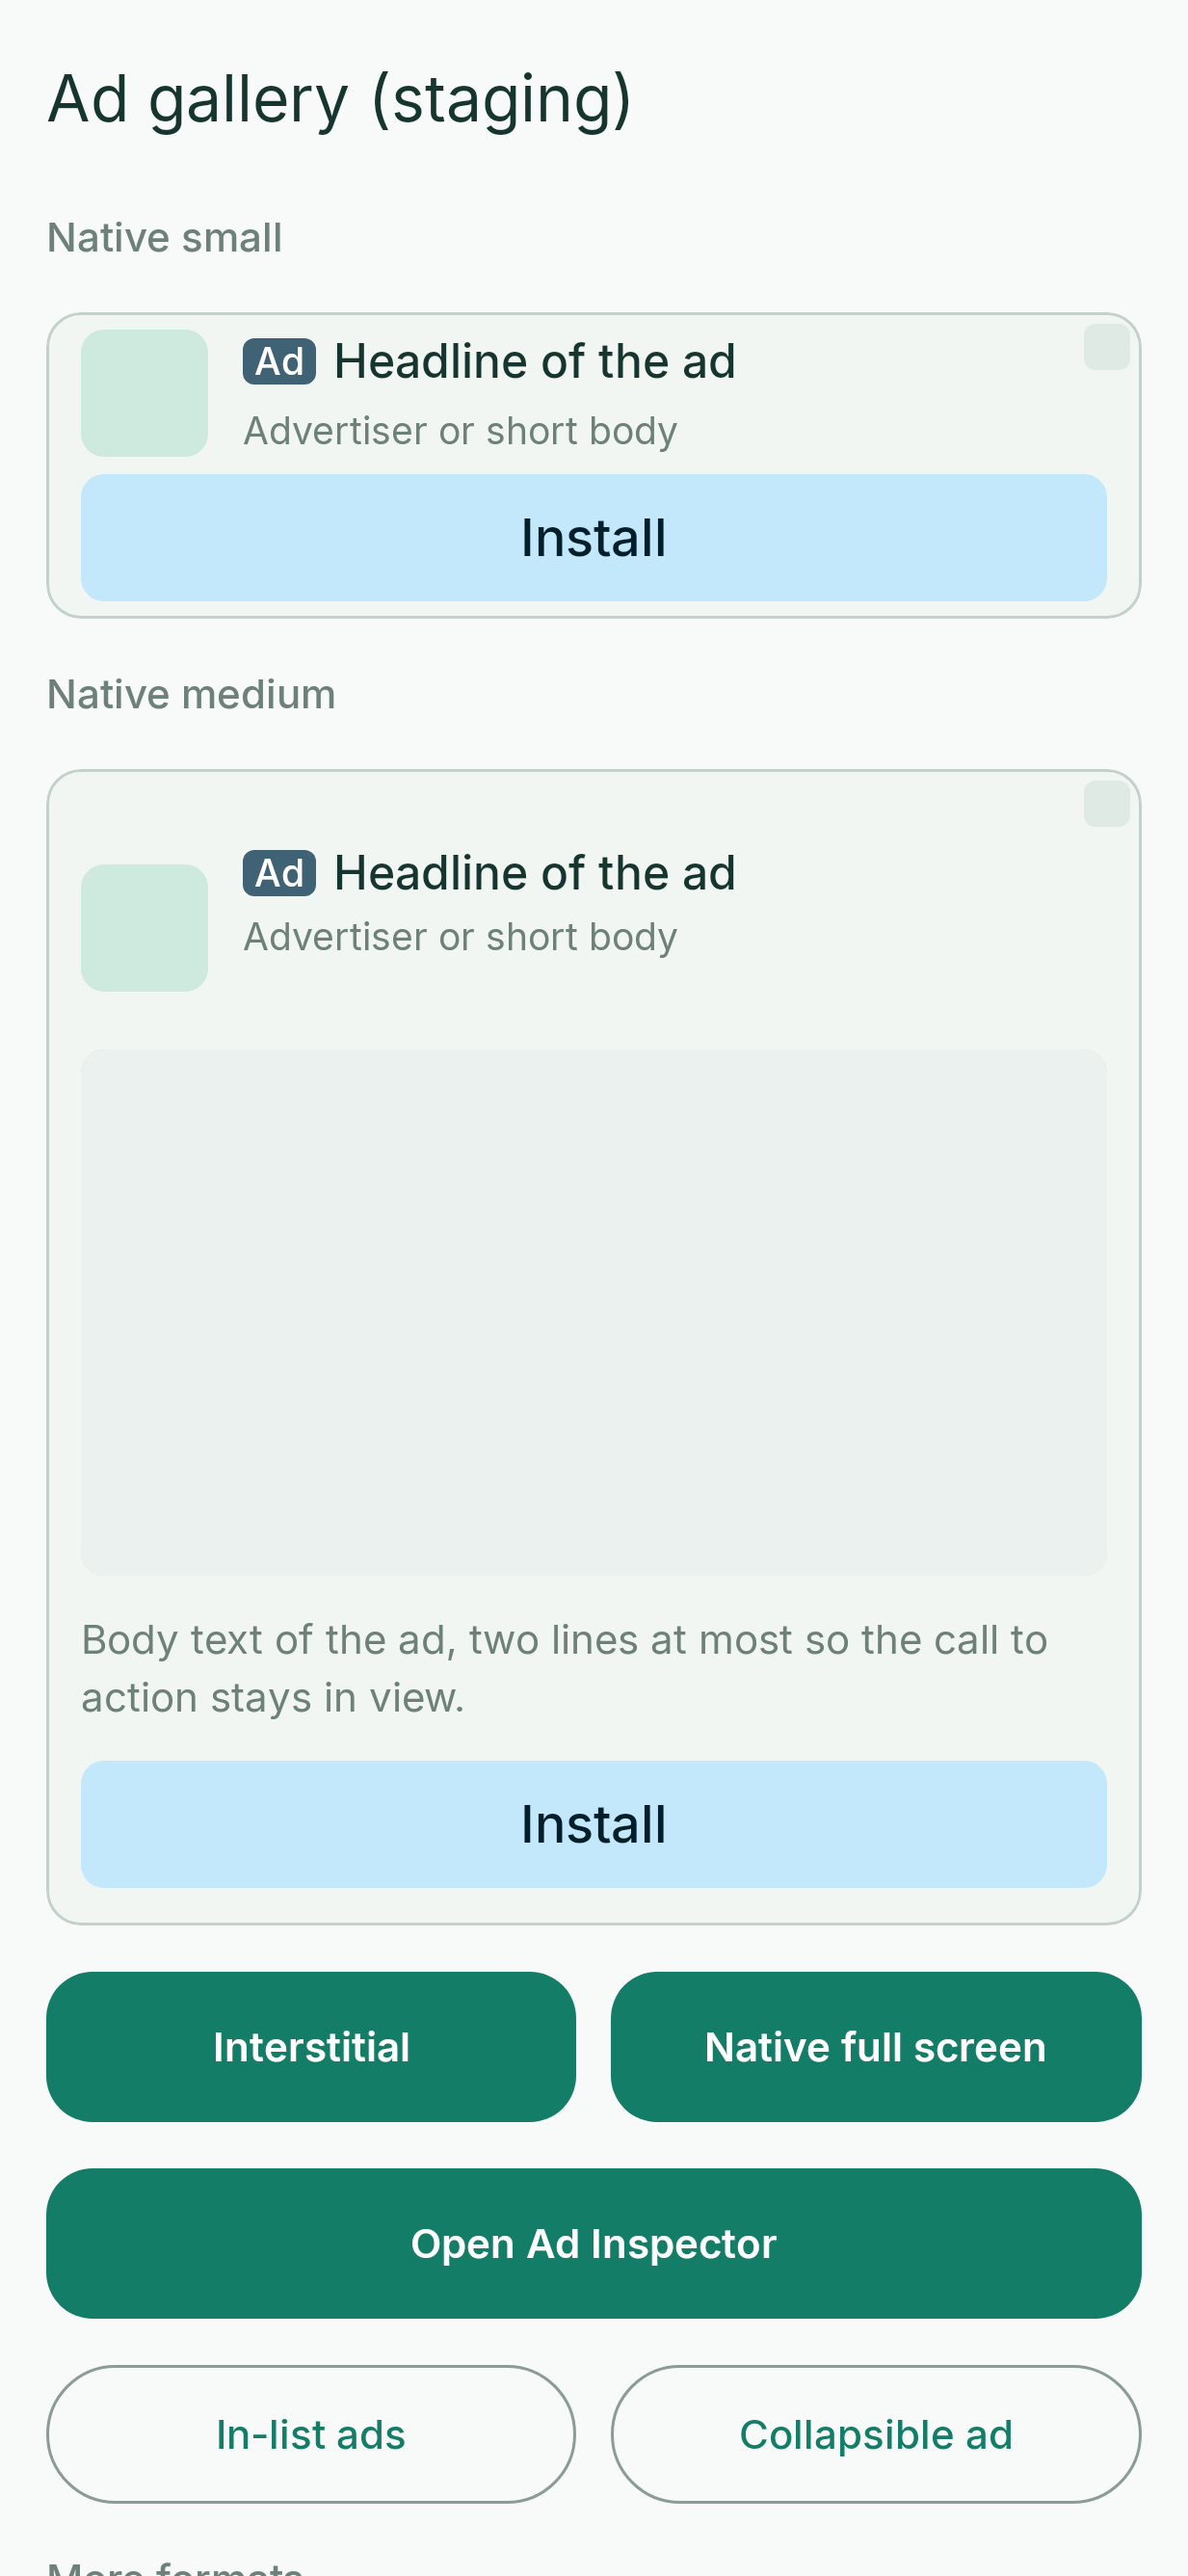 Ad gallery (staging)
Native small
Ad Headline of the ad
Advertiser or short body
Install
Native medium
Ad Headline of the ad
Advertiser or short body
Body text of the ad, two lines at most so the call to
action stays in view.
Install
Interstitial
Native full screen
Open Ad Inspector
In-list ads
Collapsible ad
More formats